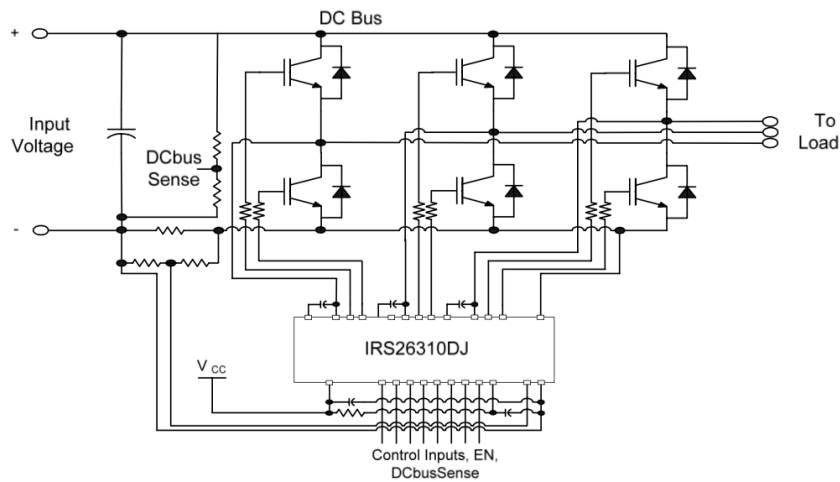 DC Bus
+
Input
Voltage
DCbus
Sense
To
Load
-
IRS26310DJ
V CC
Control Inputs, EN,
DCbusSense